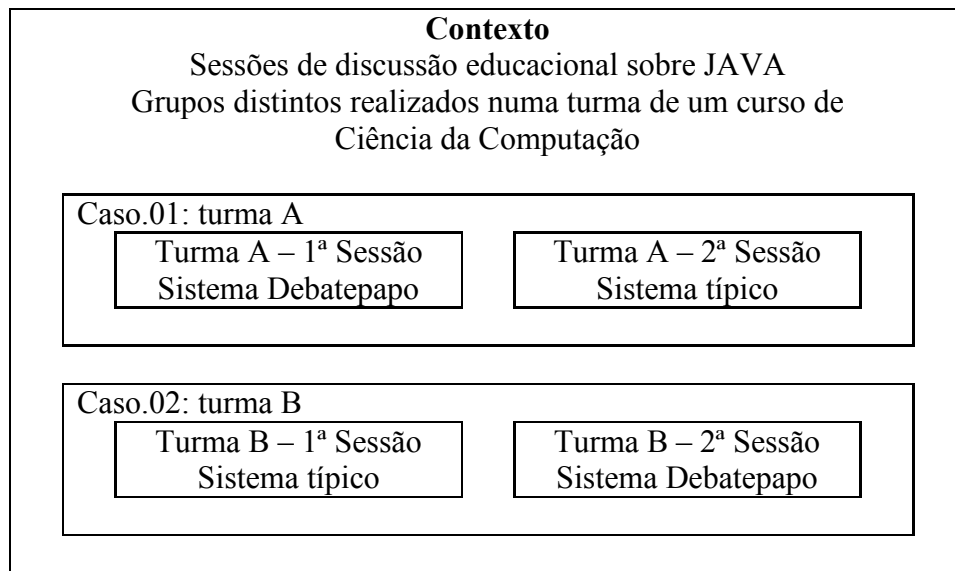 Contexto
Sessões de discussão educacional sobre JAVA
Grupos distintos realizados numa turma de um curso de
Ciência da Computação
Caso.01: turma A
Turma A – 1ª Sessão
Sistema Debatepapo
Turma A – 2ª Sessão
Sistema típico
Caso.02: turma B
Turma B – 1ª Sessão
Sistema típico
Turma B – 2ª Sessão
Sistema Debatepapo